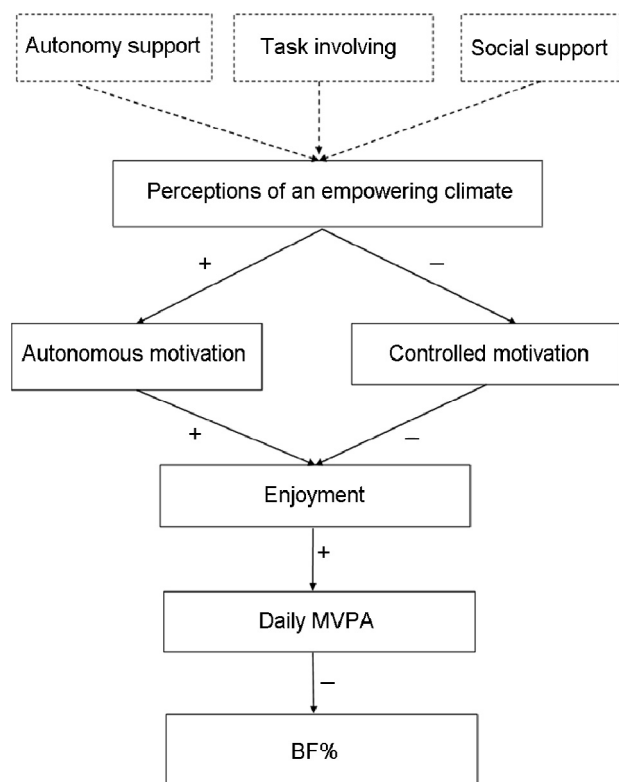 Autonomy support
Task involving
Social support
Perceptions of an empowering climate
+
–
Autonomous motivation
Controlled motivation
+
–
Enjoyment
+
Daily MVPA
–
BF%